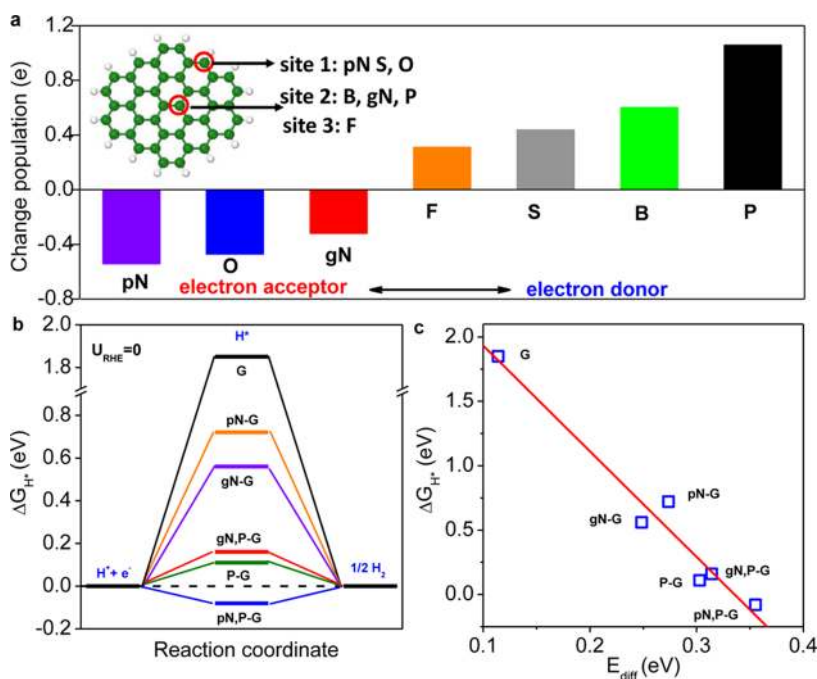 a
Change population (e)
1.2
0.8
0.4
0.0
-0.4
-0.8
site 1: pN S, O
site 2: B, gN, P
site 3: F
pN
O
gN
F
S
B
P
electron acceptor
electron donor
b
ΔG_H* (eV)
2.0
1.8
0.8
0.6
0.4
0.2
0.0
-0.2
U_RHE=0
H*
G
pN-G
gN-G
gN,P-G
P-G
pN,P-G
H⁺+ e⁻
1/2 H₂
Reaction coordinate
c
ΔG_H* (eV)
2.0
1.5
1.0
0.5
0.0
G
pN-G
gN-G
gN,P-G
P-G
pN,P-G
0.1 0.2 0.3 0.4
E_diff (eV)